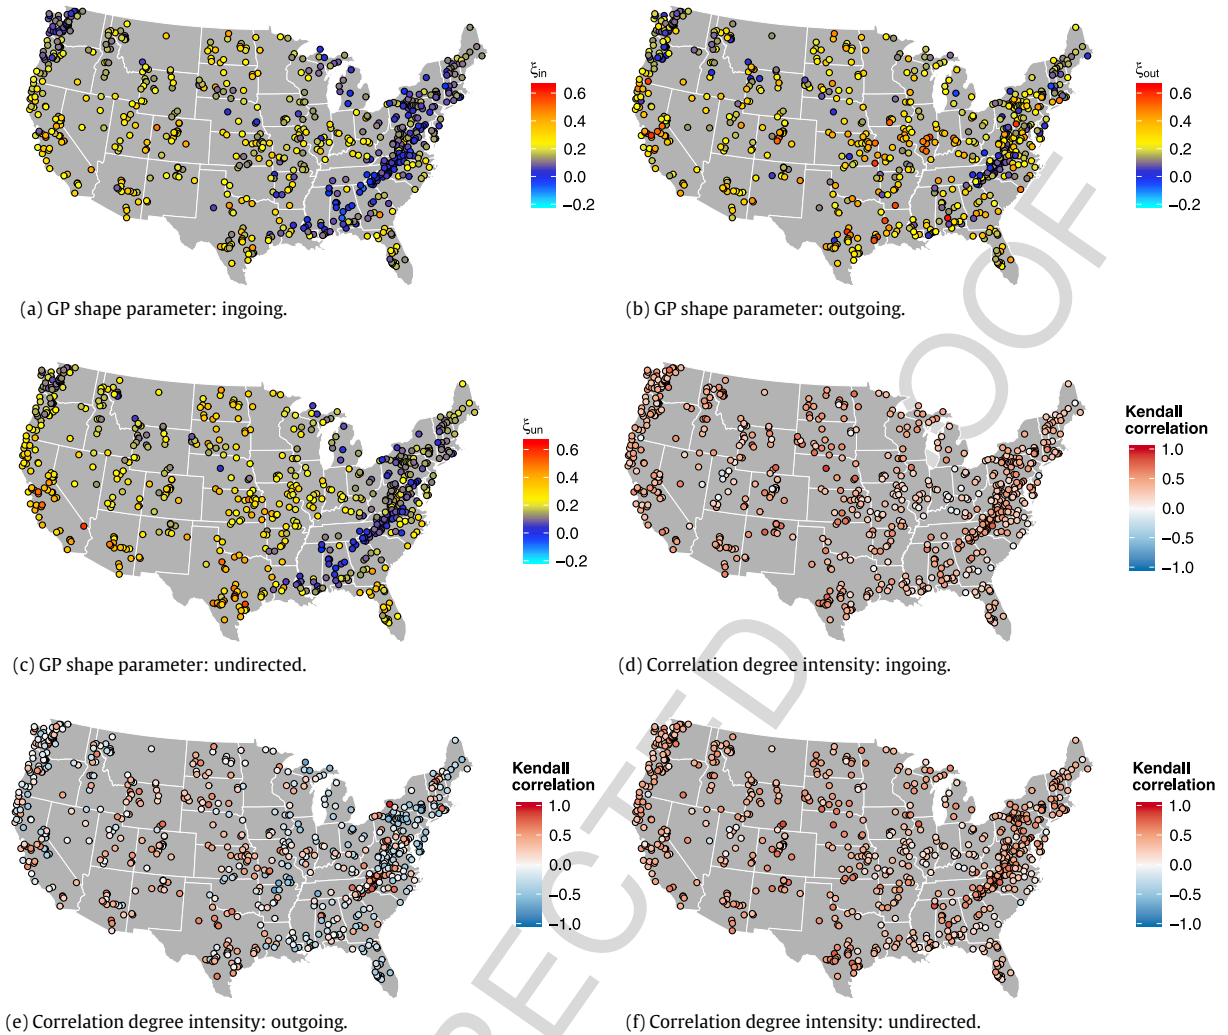 ξin
0.6
0.4
0.2
0.0
−0.2
(a) GP shape parameter: ingoing.
ξout
0.6
0.4
0.2
0.0
−0.2
(b) GP shape parameter: outgoing.
ξun
0.6
0.4
0.2
0.0
−0.2
(c) GP shape parameter: undirected.
Kendall
correlation
1.0
0.5
0.0
−0.5
−1.0
(d) Correlation degree intensity: ingoing.
Kendall
correlation
1.0
0.5
0.0
−0.5
−1.0
(e) Correlation degree intensity: outgoing.
Kendall
correlation
1.0
0.5
0.0
−0.5
−1.0
(f) Correlation degree intensity: undirected.
RECTED PROOF